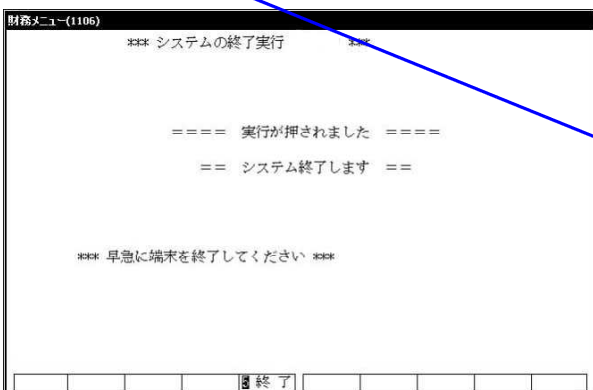 財務メニュー(1106)
*** システムの終了実行 ***
==== 実行が押されました ====
== システム終了します ==
*** 早急に端末を終了してください ***
5 終 了